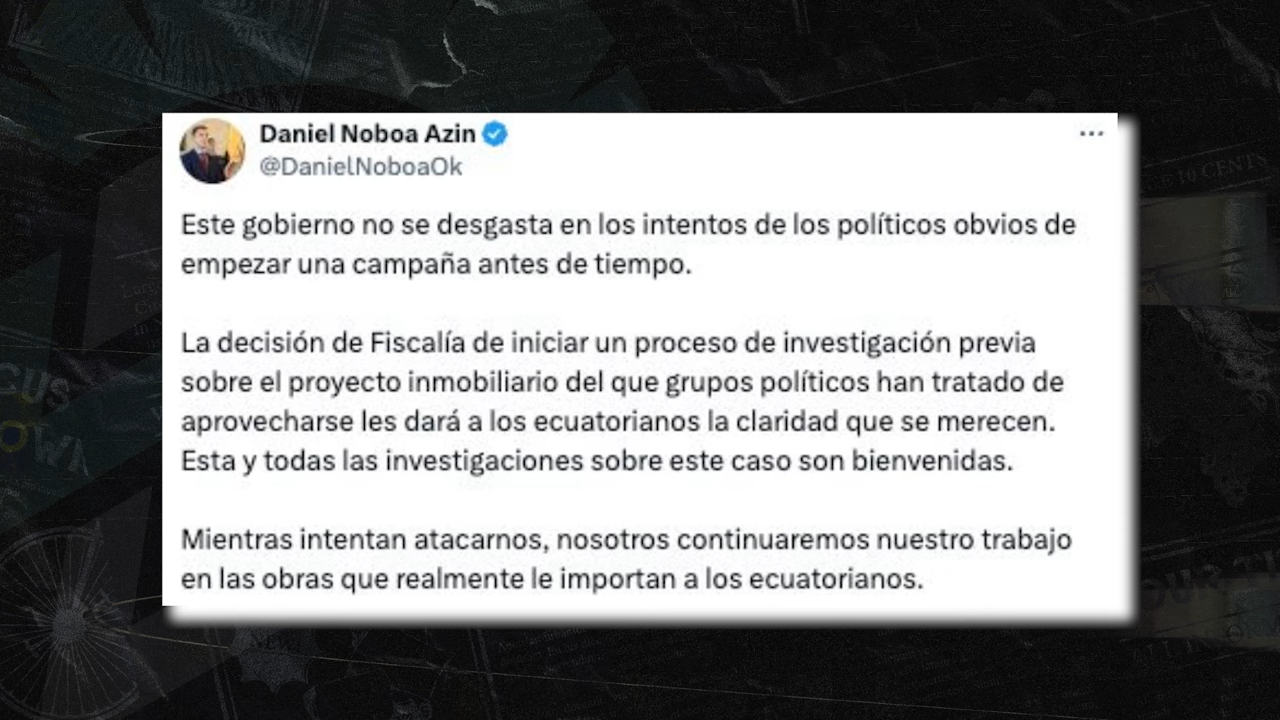 Daniel Noboa Azin
@DanielNoboaOk
Este gobierno no se desgasta en los intentos de los políticos obvios de
empezar una campaña antes de tiempo.
La decisión de Fiscalía de iniciar un proceso de investigación previa
sobre el proyecto inmobiliario del que grupos políticos han tratado de
aprovecharse les dará a los ecuatorianos la claridad que se merecen.
Esta y todas las investigaciones sobre este caso son bienvenidas.
Mientras intentan atacarnos, nosotros continuaremos nuestro trabajo
en las obras que realmente le importan a los ecuatorianos.